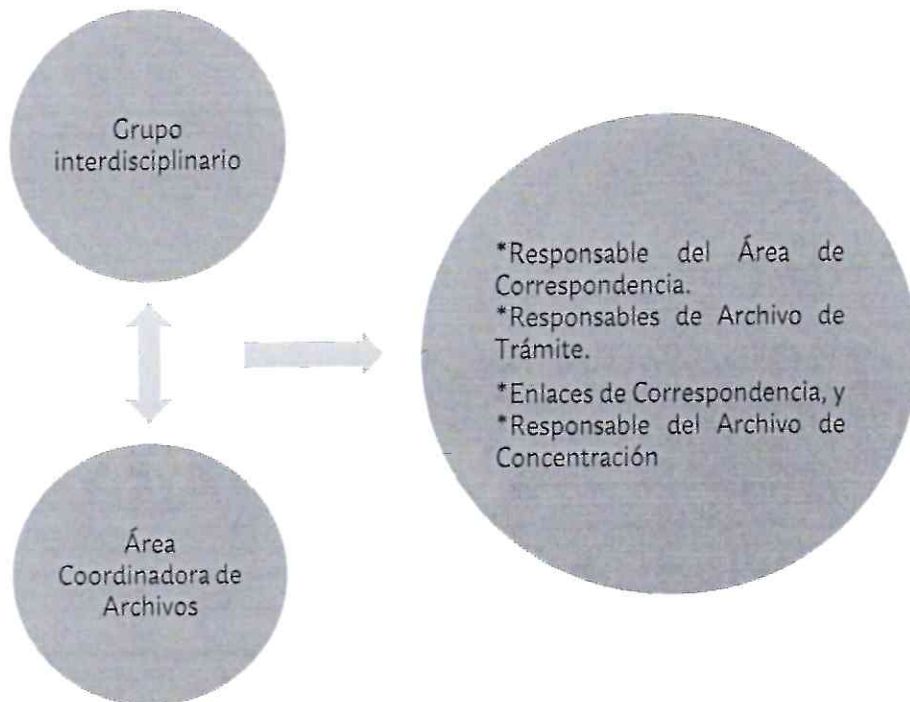 Grupo
interdisciplinario
*Responsable del Área de
Correspondencia.
*Responsables de Archivo de
Trámite.
*Enlaces de Correspondencia, y
*Responsable del Archivo de
Concentración
Área
Coordinadora de
Archivos